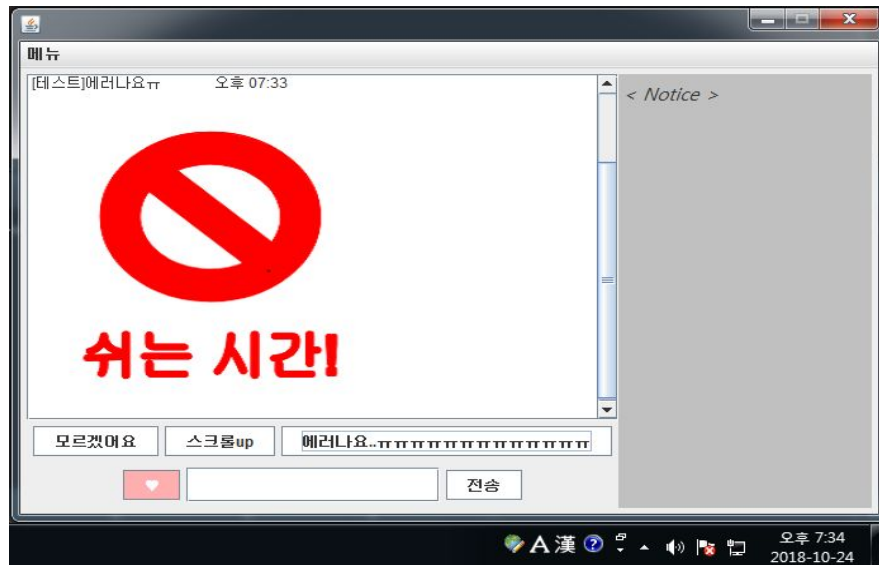 메뉴
[테스트]에러나요ㅠ 오후 07:33
< Notice >
쉬는 시간!
모르겠어요 스크롤up 에러나요..ㅠㅠㅠㅠㅠㅠㅠㅠㅠㅠㅠㅠㅠ
전송
A 漢 ?
오후 7:34
2018-10-24